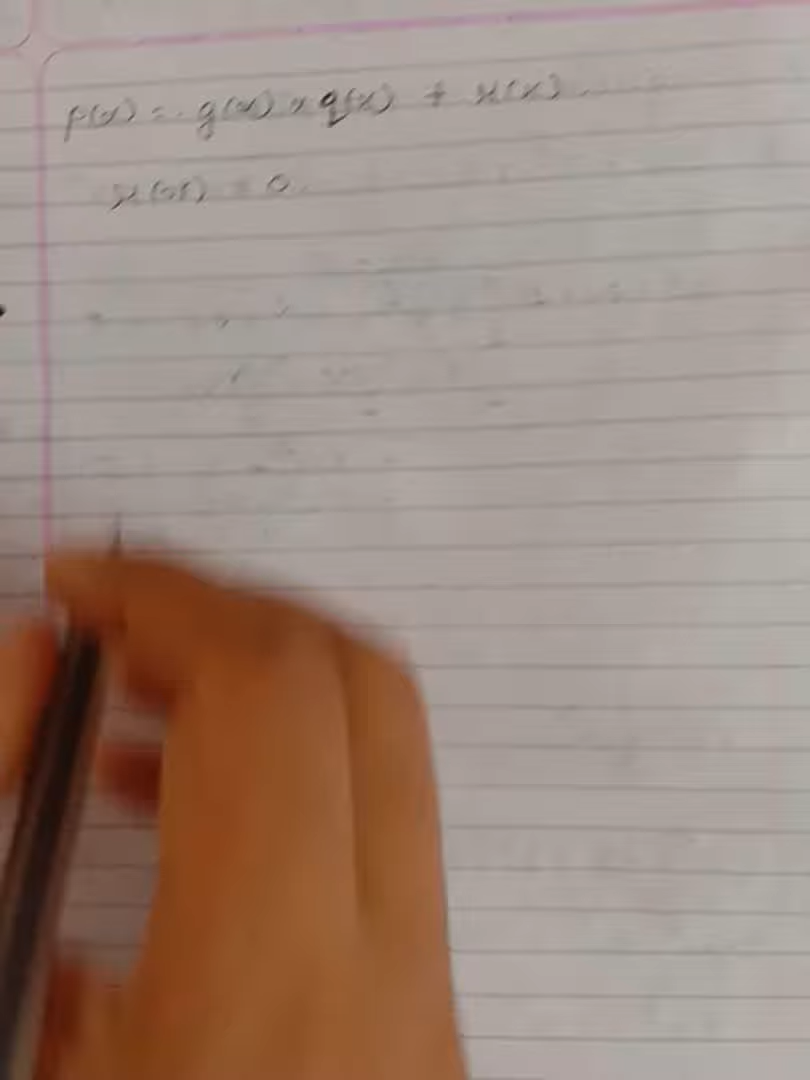 p(x) = g(x) × q(x) + r(x)
r(x) = 0